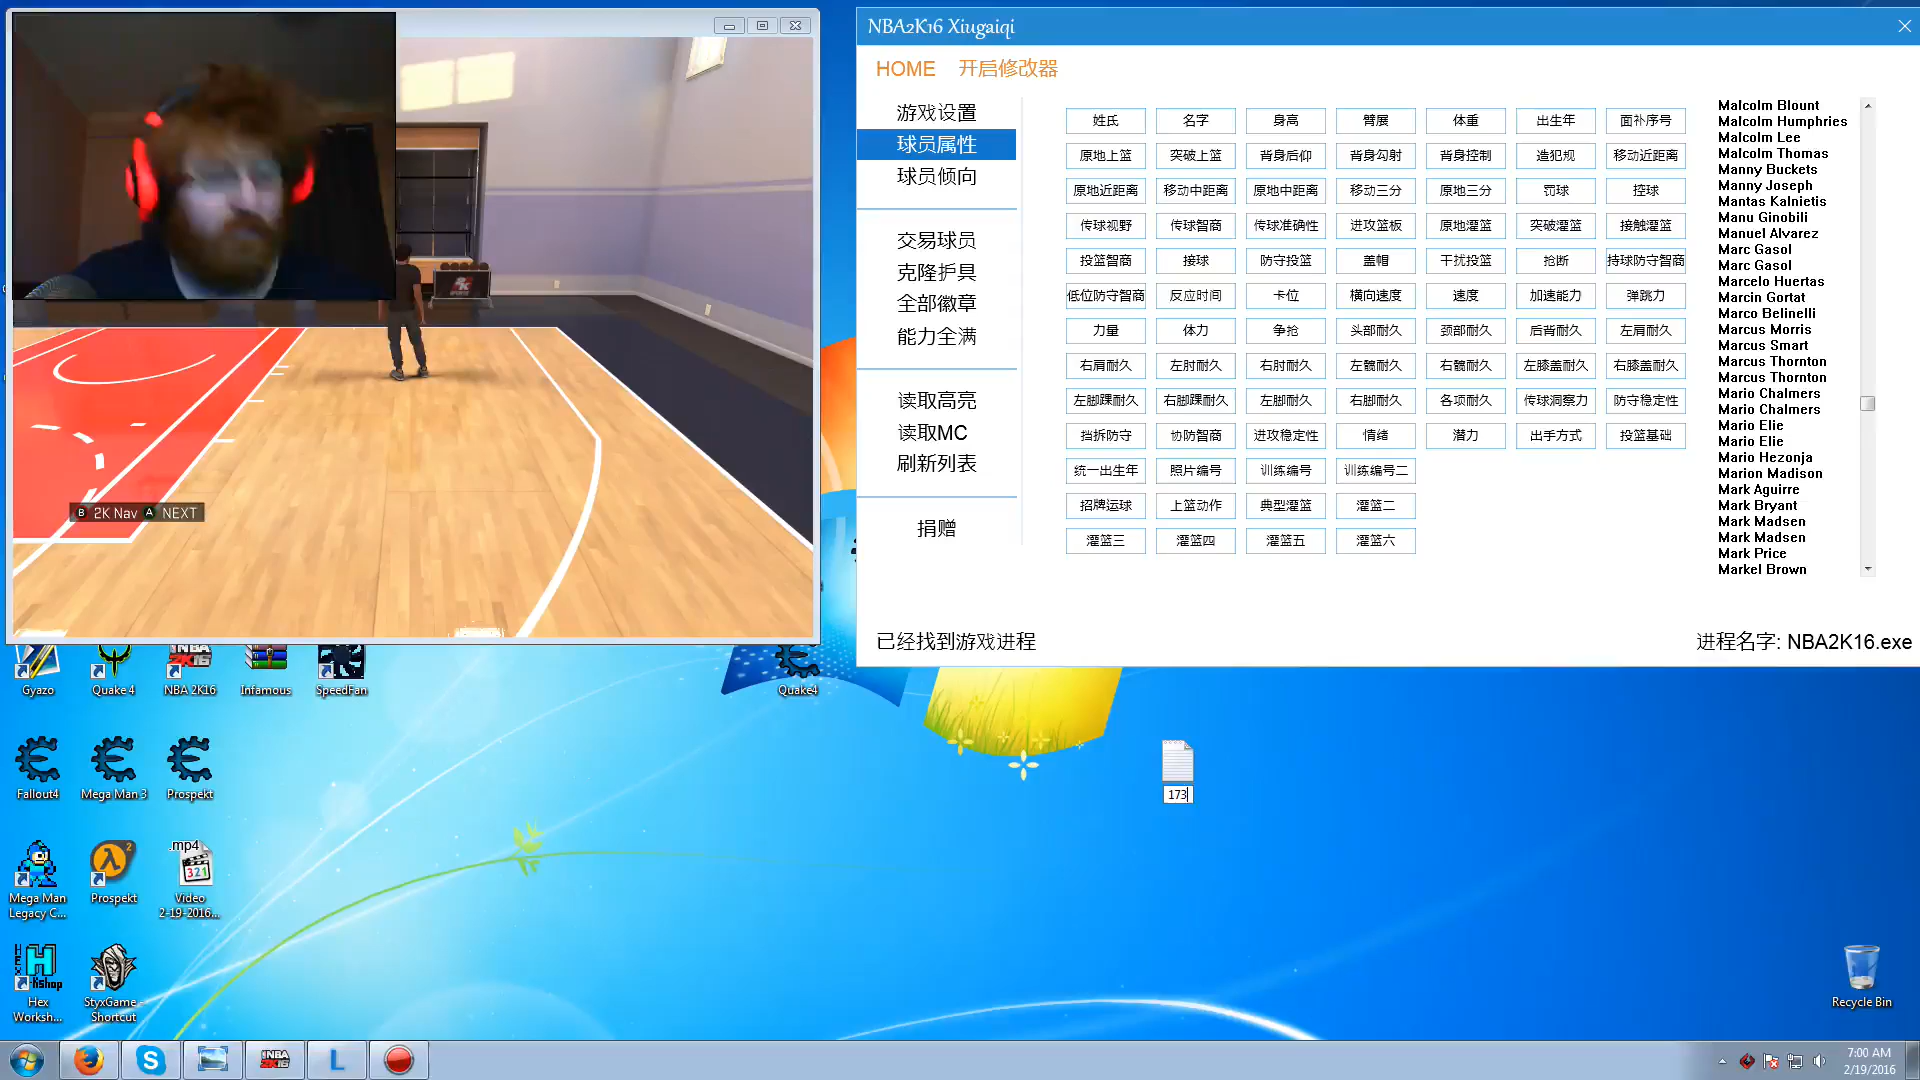 NBA2K16 Xiugaiqi
HOME 开启修改器
游戏设置
球员属性
球员倾向
交易球员
克隆护具
全部徽章
能力全满
读取高亮
读取MC
刷新列表
捐赠
姓氏 名字 身高 臂展 体重 出生年 面补序号
原地上篮 突破上篮 背身后仰 背身勾射 背身控制 造犯规 移动近距离
原地近距离 移动中距离 原地中距离 移动三分 原地三分 罚球 控球
传球视野 传球智商 传球准确性 进攻篮板 原地灌篮 突破灌篮 接触灌篮
投篮智商 接球 防守投篮 盖帽 干扰投篮 抢断 持球防守智商
低位防守智商 反应时间 卡位 横向速度 速度 加速能力 弹跳力
力量 体力 争抢 头部耐久 颈部耐久 后背耐久 左肩耐久
右肩耐久 左肘耐久 右肘耐久 左髋耐久 右髋耐久 左膝盖耐久 右膝盖耐久
左脚踝耐久 右脚踝耐久 左脚耐久 右脚耐久 各项耐久 传球洞察力 防守稳定性
挡拆防守 协防智商 进攻稳定性 情绪 潜力 出手方式 投篮基础
统一出生年 照片编号 训练编号 训练编号二
招牌运球 上篮动作 典型灌篮 灌篮二
灌篮三 灌篮四 灌篮五 灌篮六
Malcolm Blount
Malcolm Humphries
Malcolm Lee
Malcolm Thomas
Manny Buckets
Manny Joseph
Mantas Kalnietis
Manu Ginobili
Manuel Alvarez
Marc Gasol
Marc Gasol
Marcelo Huertas
Marcin Gortat
Marco Belinelli
Marcus Morris
Marcus Smart
Marcus Thornton
Marcus Thornton
Mario Chalmers
Mario Chalmers
Mario Elie
Mario Elie
Mario Hezonja
Marion Madison
Mark Aguirre
Mark Bryant
Mark Madsen
Mark Madsen
Mark Price
Markel Brown
已经找到游戏进程
进程名字: NBA2K16.exe
2K
B 2K Nav A NEXT
NBA
2K16
Gyazo Quake 4 NBA 2K16 Infamous SpeedFan Quake4
Fallout4 Mega Man 3 Prospekt
.mp4
2
321
Mega Man
Legacy C...
Prospekt
Video
2-19-2016...
173
Hex
Worksh...
StyxGame -
Shortcut
Recycle Bin
S
NBA
2K16
L
7:00 AM
2/19/2016